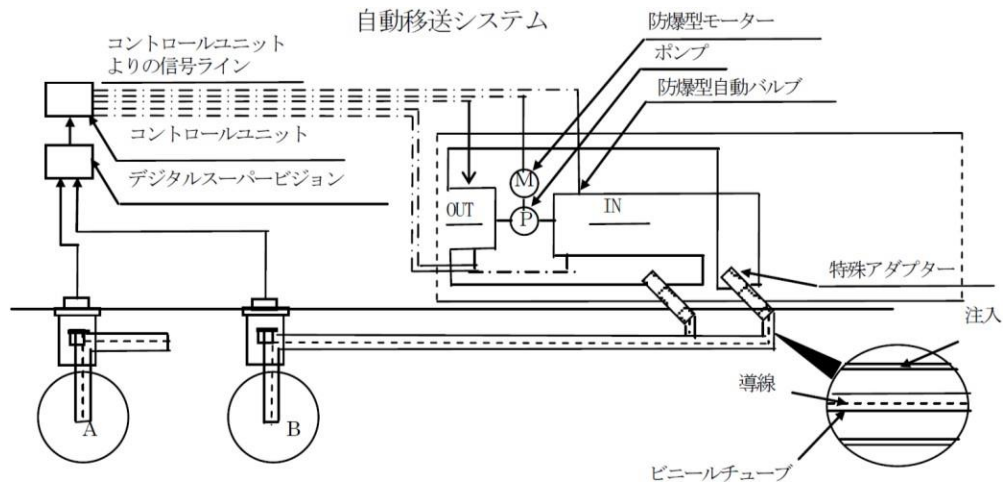 自動移送システム
防爆型モーター
コントロールユニット
よりの信号ライン
ポンプ
防爆型自動バルブ
コントロールユニット
デジタルスーパービジョン
M
OUT
P
IN
特殊アダプター
注入
導線
A
B
ビニールチューブ